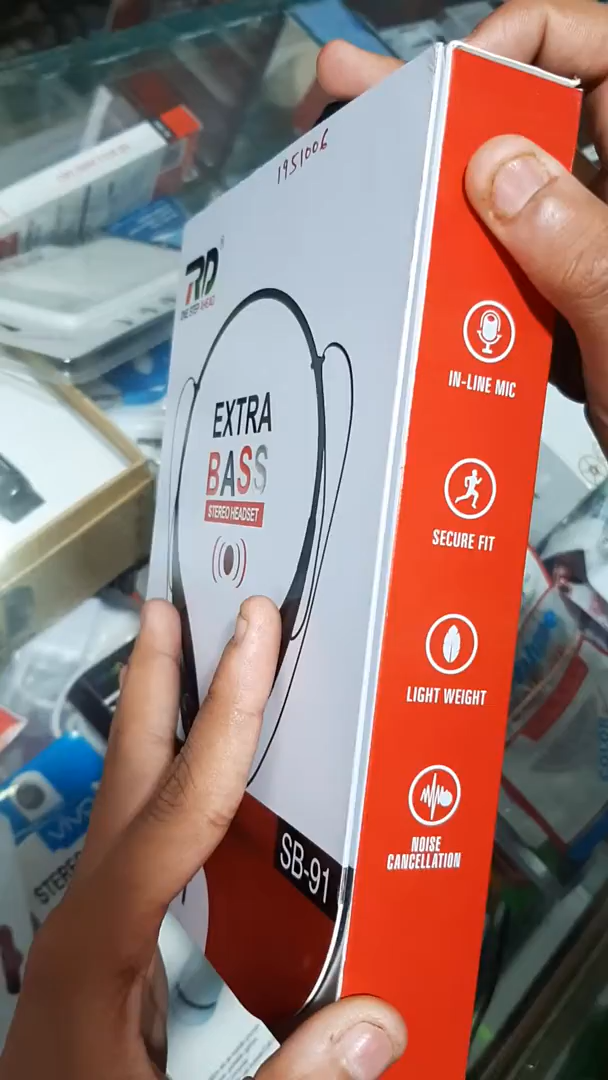 1951006
RD
ONE STEP AHEAD
EXTRA
BASS
STEREO HEADSET
SB-91
IN-LINE MIC
SECURE FIT
LIGHT WEIGHT
NOISE
CANCELLATION
VIVO